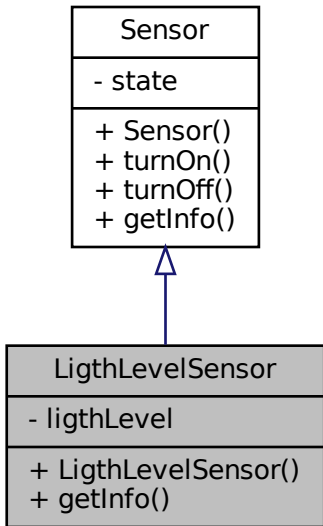 Sensor
- state
+ Sensor()
+ turnOn()
+ turnOff()
+ getInfo()
LigthLevelSensor
- ligthLevel
+ LigthLevelSensor()
+ getInfo()